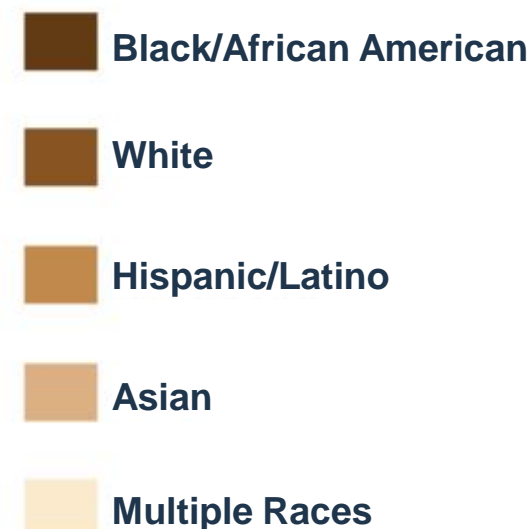 Black/African American
White
Hispanic/Latino
Asian
Multiple Races